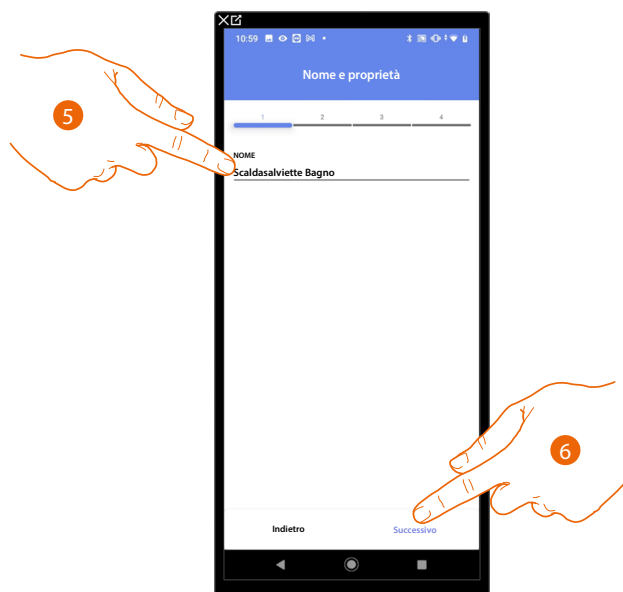 10:59
Nome e proprietà
1 2 3 4
5
NOME
Scaldasalviette Bagno
6
Indietro Successivo